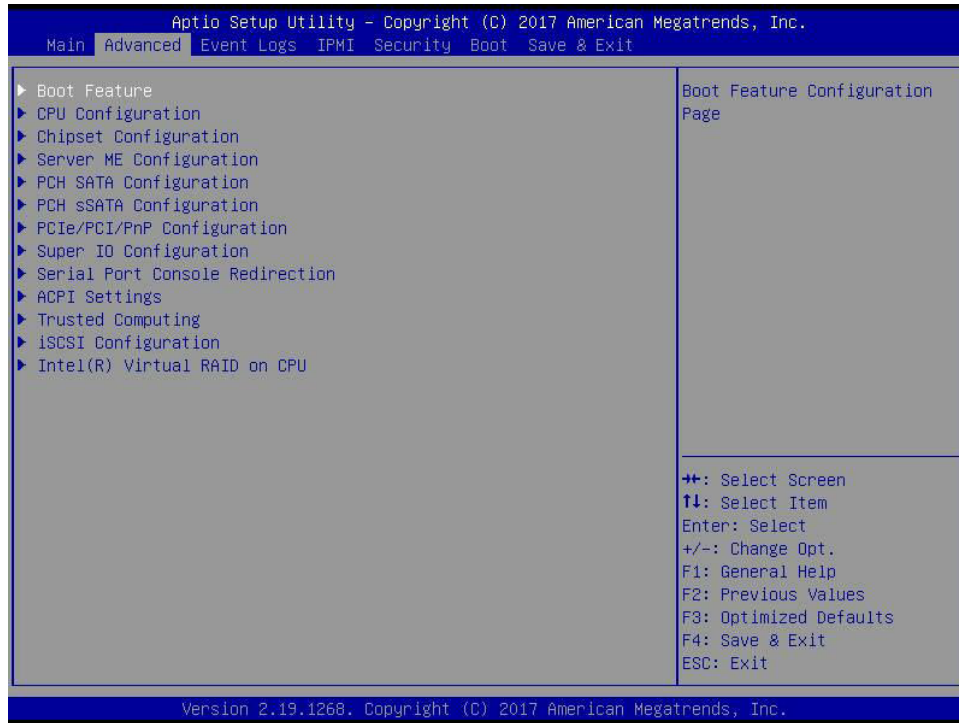 Aptio Setup Utility – Copyright (C) 2017 American Megatrends, Inc.
Main Advanced Event Logs IPMI Security Boot Save & Exit
▶ Boot Feature
▶ CPU Configuration
▶ Chipset Configuration
▶ Server ME Configuration
▶ PCH SATA Configuration
▶ PCH sSATA Configuration
▶ PCIe/PCI/PnP Configuration
▶ Super IO Configuration
▶ Serial Port Console Redirection
▶ ACPI Settings
▶ Trusted Computing
▶ iSCSI Configuration
▶ Intel(R) Virtual RAID on CPU
Boot Feature Configuration
Page
→←: Select Screen
↑↓: Select Item
Enter: Select
+/-: Change Opt.
F1: General Help
F2: Previous Values
F3: Optimized Defaults
F4: Save & Exit
ESC: Exit
Version 2.19.1268. Copyright (C) 2017 American Megatrends, Inc.